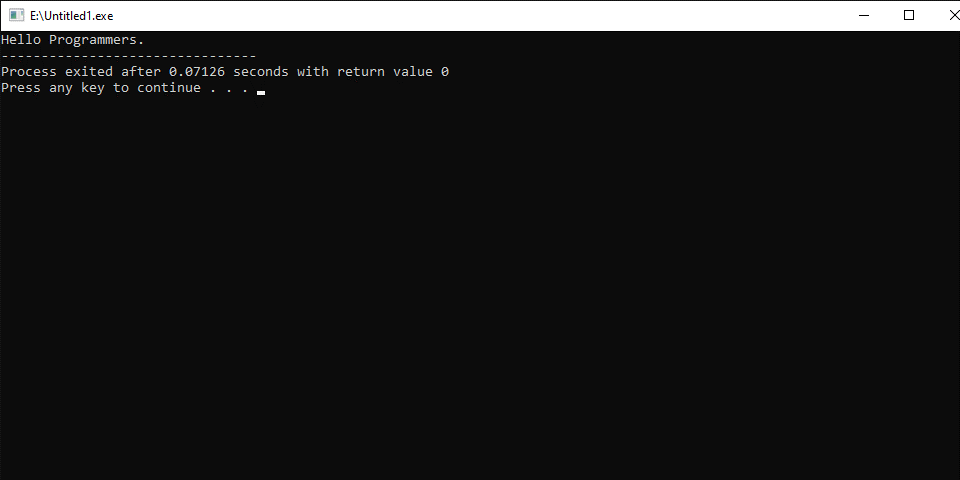 E:\Untitled1.exe
Hello Programmers.
--------------------------------
Process exited after 0.07126 seconds with return value 0
Press any key to continue . . .